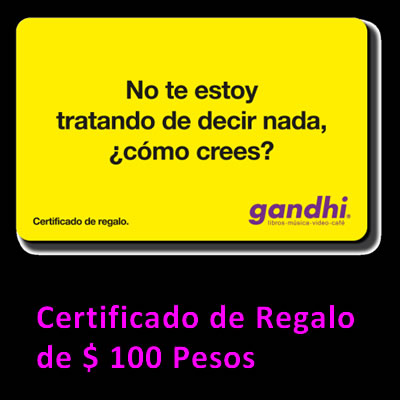 No te estoy
tratando de decir nada,
¿cómo crees?
Certificado de regalo.
gandhi®
libros•música•video•café
Certificado de Regalo
de $ 100 Pesos